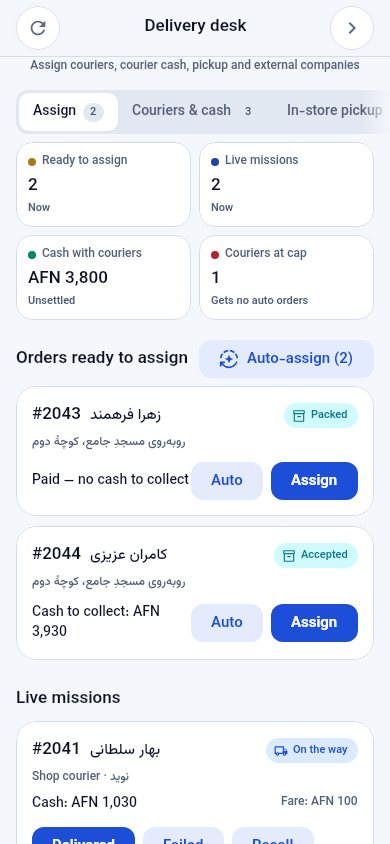 Delivery desk
Assign couriers, courier cash, pickup and external companies
Assign 2 Couriers & cash 3 In-store pickup
Ready to assign
2
Now
Live missions
2
Now
Cash with couriers
AFN 3,800
Unsettled
Couriers at cap
1
Gets no auto orders
Orders ready to assign Auto-assign (2)
#2043 زهرا فرهمند Packed
روبه‌روی مسجدِ جامع، کوچهٔ دوم
Paid — no cash to collect Auto Assign
#2044 کامران عزیزی Accepted
روبه‌روی مسجدِ جامع، کوچهٔ دوم
Cash to collect: AFN
3,930
Auto Assign
Live missions
#2041 بهار سلطانی On the way
Shop courier · نوید
Cash: AFN 1,030 Fare: AFN 100
Delivered Failed Recall